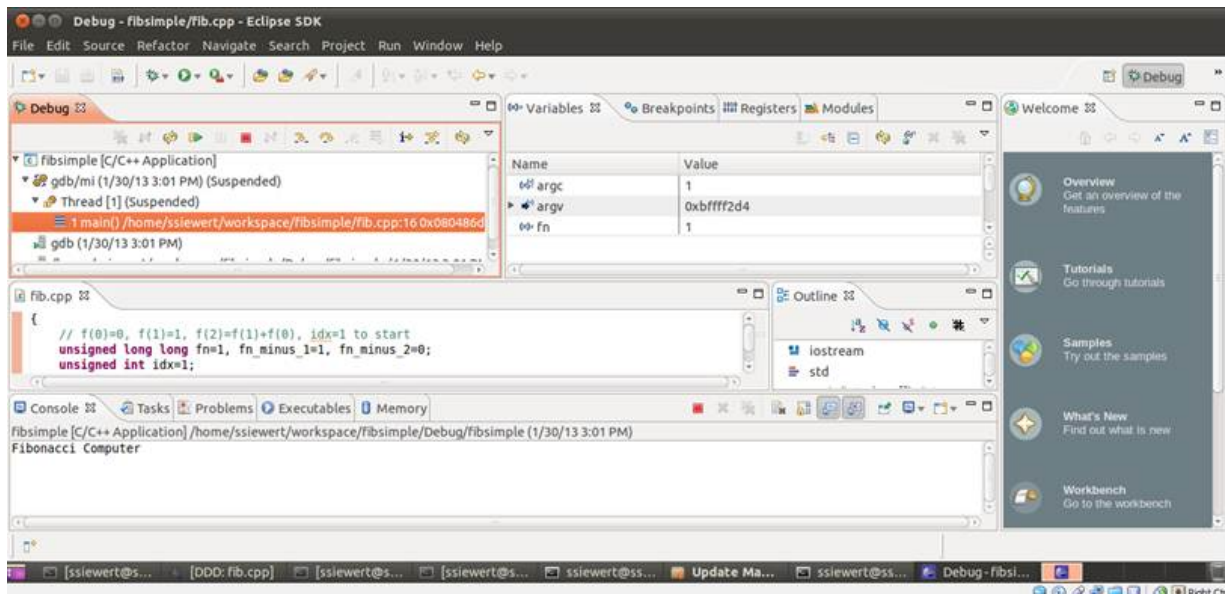 Debug - fibsimple/fib.cpp - Eclipse SDK
File Edit Source Refactor Navigate Search Project Run Window Help
Debug
Debug
Variables Breakpoints Registers Modules
Welcome
fibsimple [C/C++ Application]
gdb/mi (1/30/13 3:01 PM) (Suspended)
Thread [1] (Suspended)
1 main() /home/ssiewert/workspace/fibsimple/fib.cpp:16 0x080486d
gdb (1/30/13 3:01 PM)
Name Value
argc 1
argv 0xbffff2d4
fn 1
Overview
Get an overview of the features
Tutorials
Go through tutorials
Samples
Try out the samples
What's New
Find out what is new
Workbench
Go to the workbench
fib.cpp
{
// f(0)=0, f(1)=1, f(2)=f(1)+f(0), idx=1 to start
unsigned long long fn=1, fn_minus_1=1, fn_minus_2=0;
unsigned int idx=1;
Outline
iostream
std
Console Tasks Problems Executables Memory
fibsimple [C/C++ Application] /home/ssiewert/workspace/fibsimple/Debug/fibsimple (1/30/13 3:01 PM)
Fibonacci Computer
[ssiewert@s... [DDD: fib.cpp] [ssiewert@s... [ssiewert@s... ssiewert@ss... Update Ma... ssiewert@ss... Debug - fibsi...
Right Ch